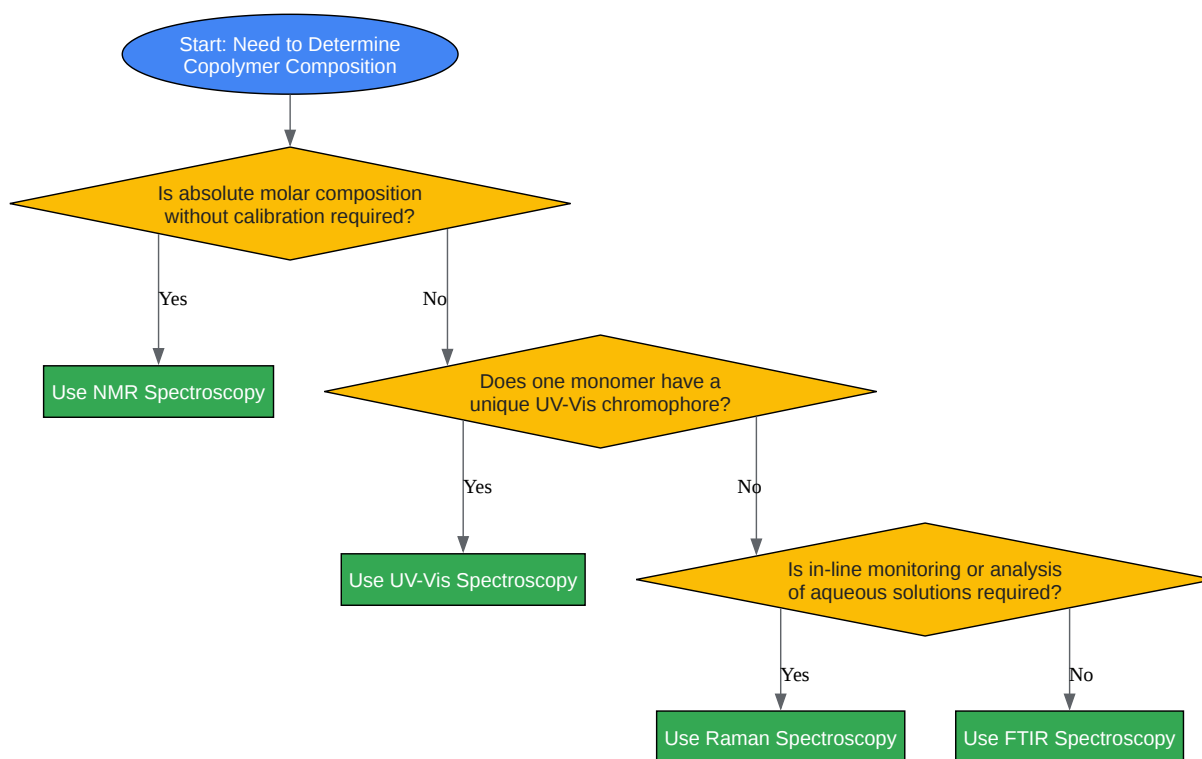 Start: Need to Determine
Copolymer Composition
Is absolute molar composition
without calibration required?
Yes
No
Use NMR Spectroscopy
Does one monomer have a
unique UV-Vis chromophore?
Yes
No
Use UV-Vis Spectroscopy
Is in-line monitoring or analysis
of aqueous solutions required?
Yes
No
Use Raman Spectroscopy
Use FTIR Spectroscopy